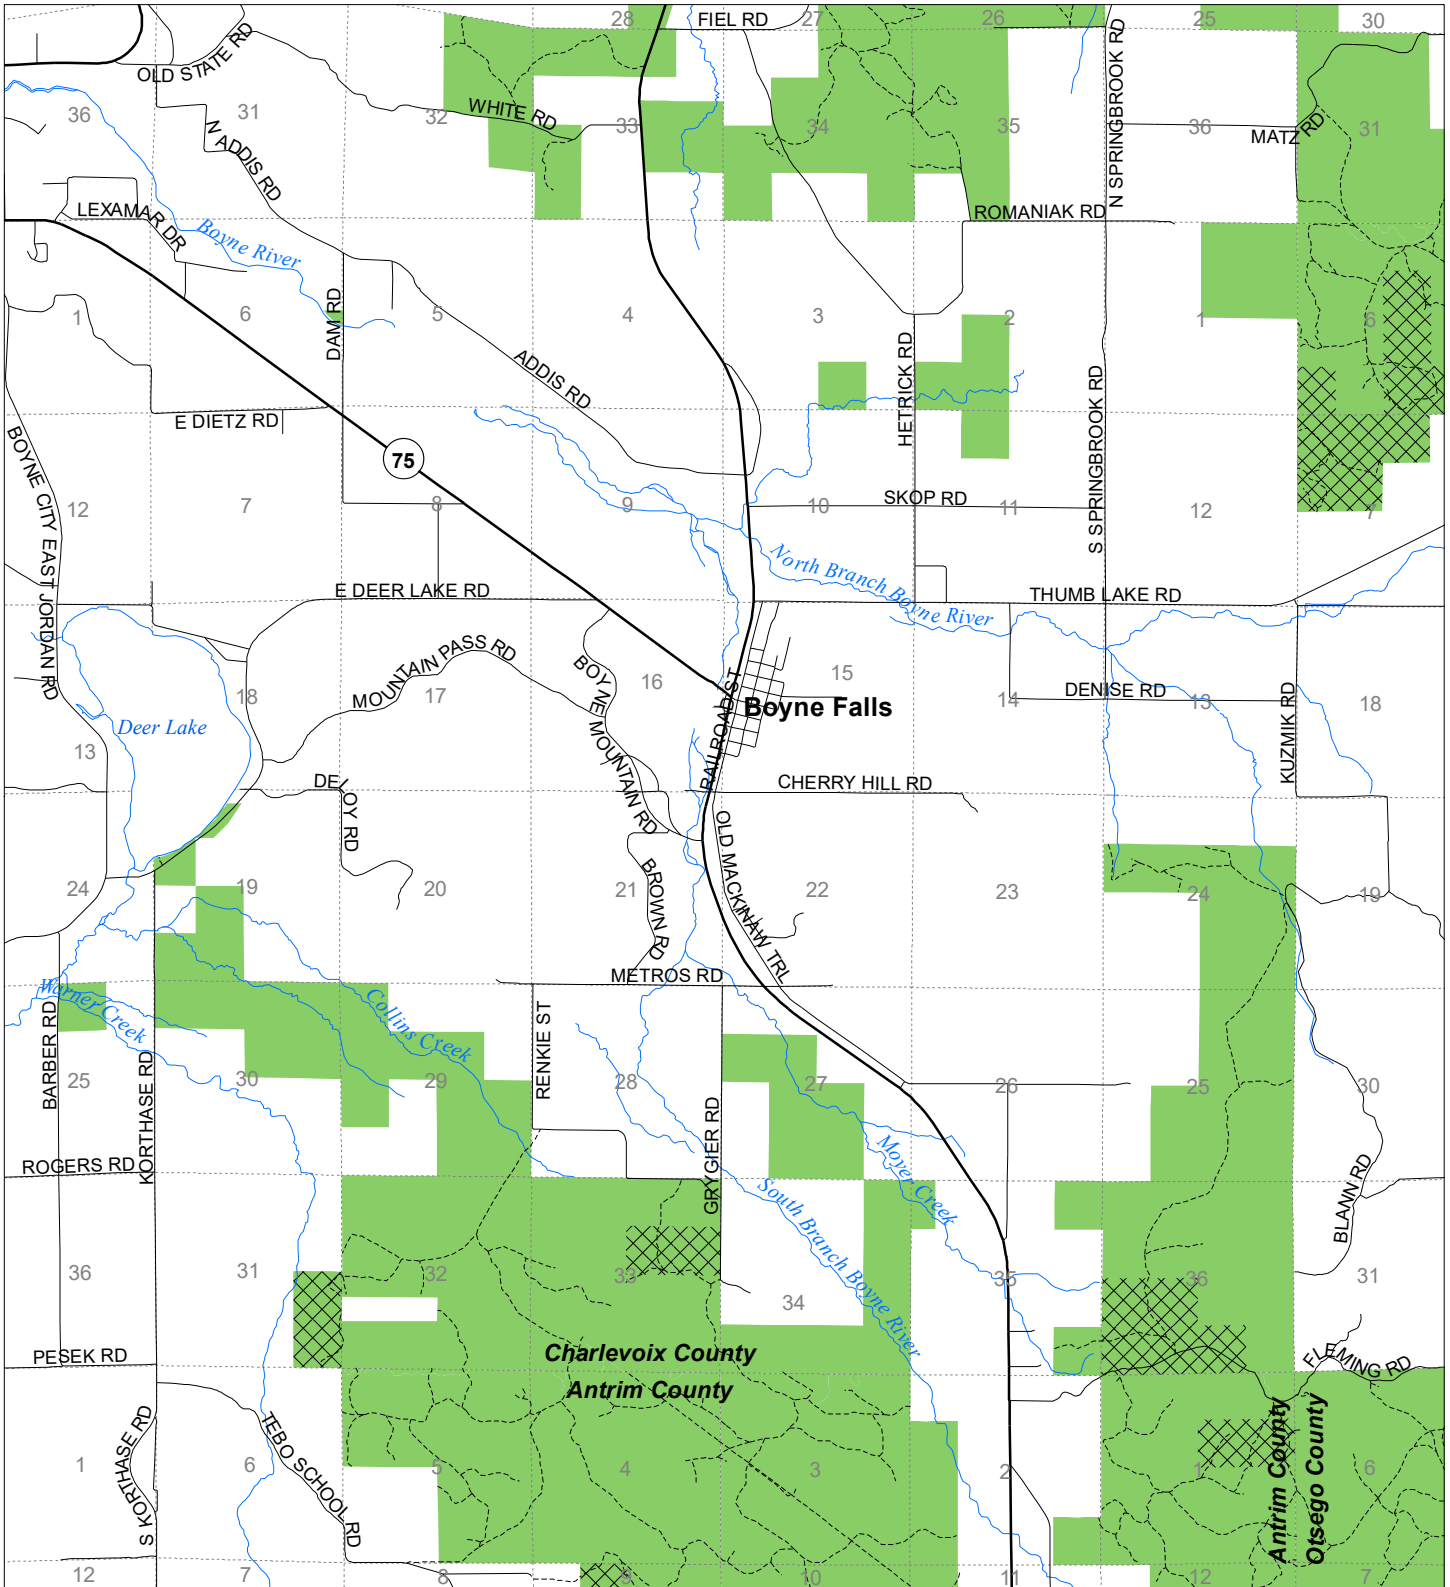 28
FIEL RD
27
26
25
30
OLD STATE RD
N SPRINGBROOK RD
36
31
32
WHITE RD
33
34
35
36
MATZ RD
31
N ADDIS RD
LEXAMAR DR
Boyne River
ROMANIAK RD
1
6
DAM RD
5
4
3
2
1
6
ADDIS RD
HETRICK RD
S SPRINGBROOK RD
E DIETZ RD
BOYNE CITY EAST JORDAN RD
75
12
7
8
9
10
SKOP RD
11
12
7
North Branch Boyne River
E DEER LAKE RD
THUMB LAKE RD
MOUNTAIN PASS RD
BOYNE MOUNTAIN RD
18
17
16
15
14
DENISE RD
13
KUZMIK RD
18
RAILROAD ST
Boyne Falls
Deer Lake
13
DELOY RD
CHERRY HILL RD
OLD MACKINAW TRL
24
19
20
21
BROWN RD
22
23
24
19
METROS RD
Warner Creek
Collins Creek
BARBER RD
KORTHASE RD
RENKIE ST
25
30
29
28
27
26
25
30
GRYGIER RD
Moyer Creek
ROGERS RD
South Branch Boyne River
BLANN RD
36
31
32
33
34
35
36
31
PESEK RD
Charlevoix County
Antrim County
FLEMING RD
S KORTHASE RD
TEBO SCHOOL RD
Antrim County
Otsego County
1
6
5
4
3
2
1
6
12
7
8
9
10
11
12
7